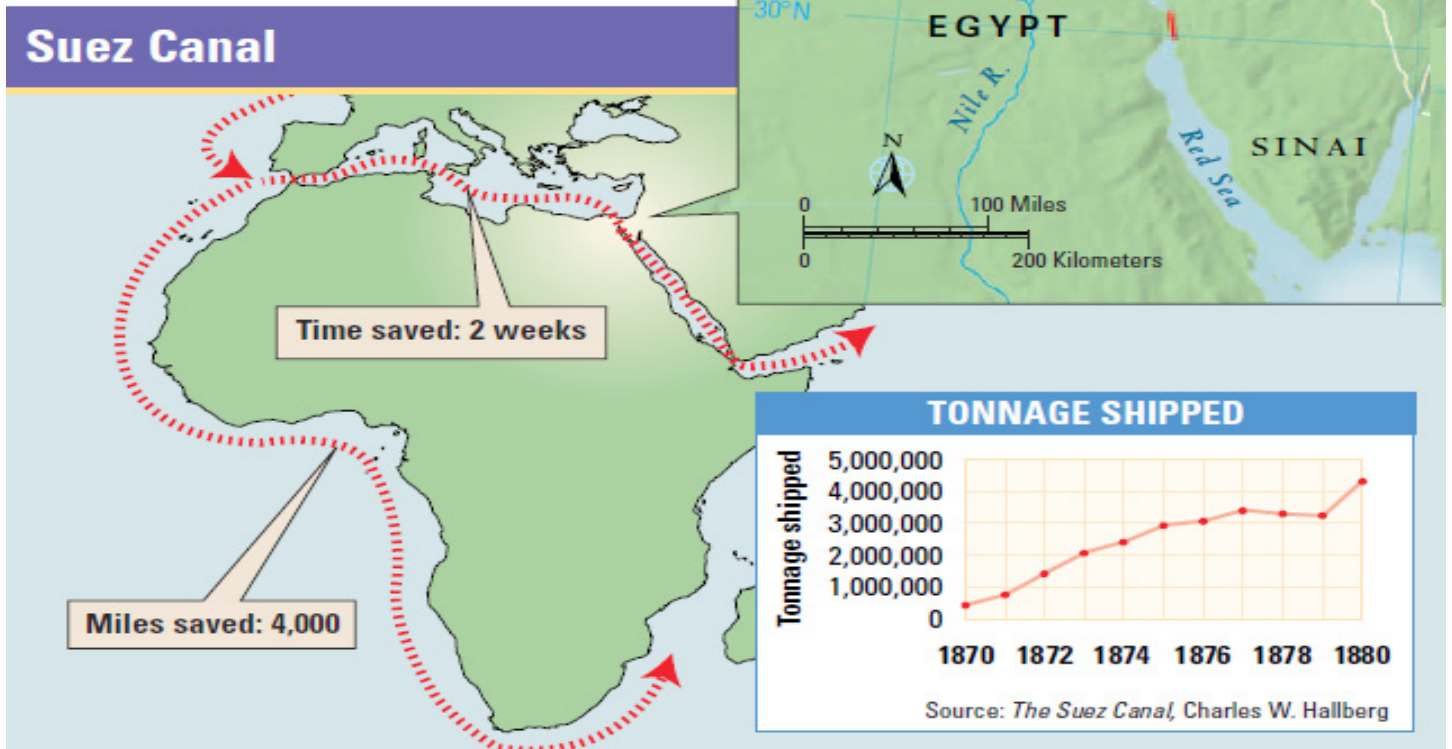 Suez Canal
30°N
EGYPT
Nile R.
N
Red Sea
SINAI
0
100 Miles
0
200 Kilometers
Time saved: 2 weeks
Miles saved: 4,000
TONNAGE SHIPPED
Tonnage shipped
5,000,000
4,000,000
3,000,000
2,000,000
1,000,000
0
1870 1872 1874 1876 1878 1880
Source: The Suez Canal, Charles W. Hallberg